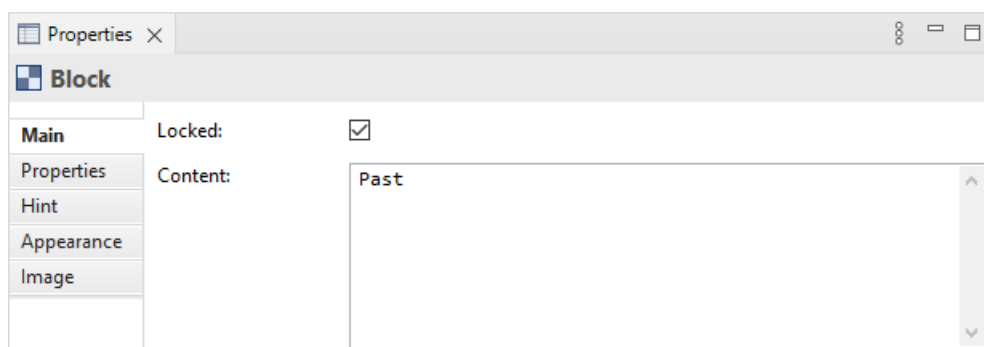 Properties
Block
Main
Locked:
Properties
Content:
Past
Hint
Appearance
Image